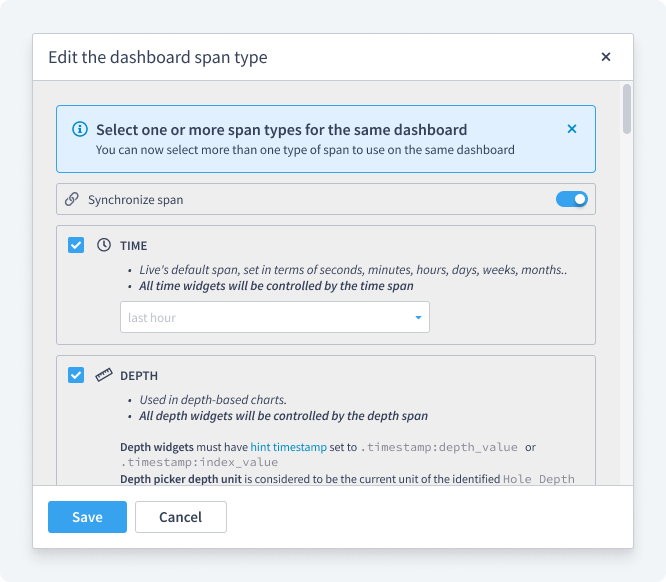 Edit the dashboard span type
Select one or more span types for the same dashboard
You can now select more than one type of span to use on the same dashboard
Synchronize span
TIME
• Live's default span, set in terms of seconds, minutes, hours, days, weeks, months..
• All time widgets will be controlled by the time span
last hour
DEPTH
• Used in depth-based charts.
• All depth widgets will be controlled by the depth span
Depth widgets must have hint timestamp set to .timestamp:depth_value or
.timestamp:index_value
Depth picker depth unit is considered to be the current unit of the identified Hole Depth
Save
Cancel